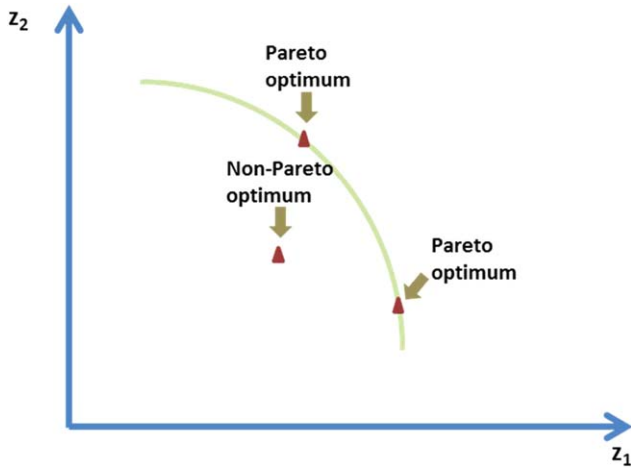 z₂
Pareto
optimum
Non-Pareto
optimum
Pareto
optimum
z₁